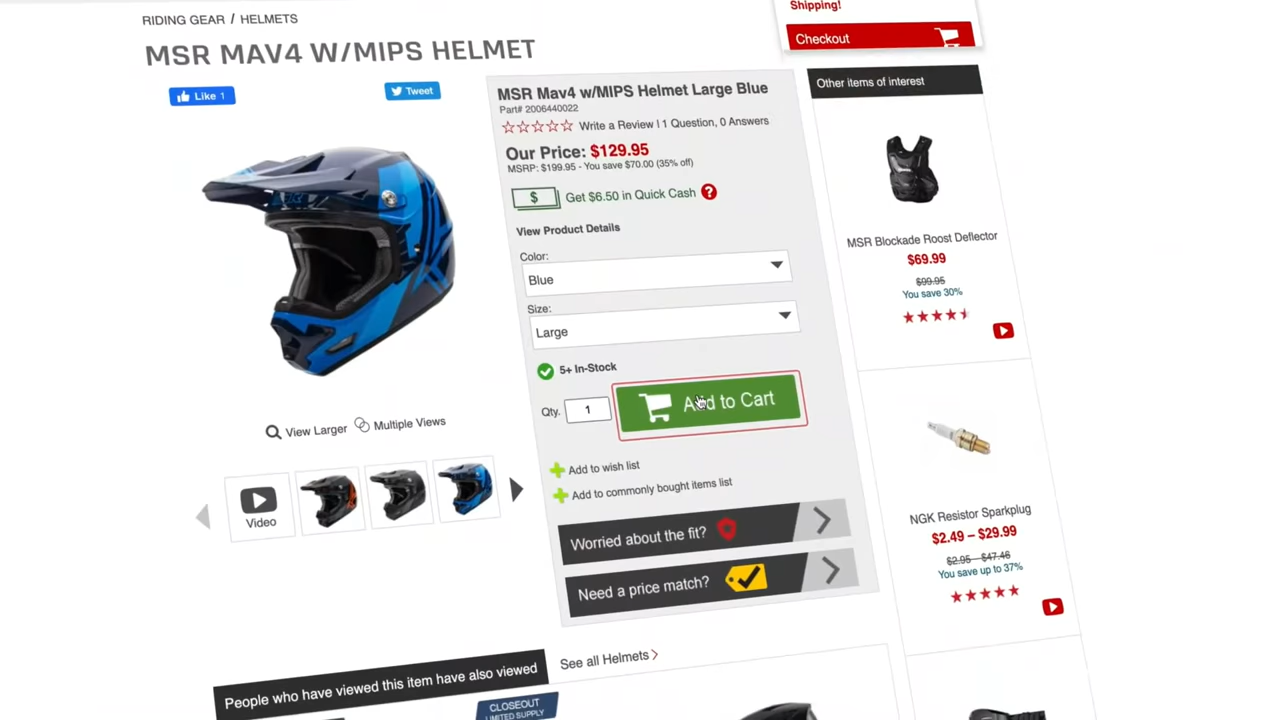 RIDING GEAR / HELMETS
MSR MAV4 W/MIPS HELMET
Like 1
Tweet
MSR Mav4 w/MIPS Helmet Large Blue
Part# 2006440022
Write a Review | 1 Question, 0 Answers
Our Price: $129.95
MSRP: $199.95 - You save $70.00 (35% off)
$ Get $6.50 in Quick Cash ?
View Product Details
Color:
Blue
Size:
Large
5+ In-Stock
Qty. 1
Add to Cart
Add to wish list
Add to commonly bought items list
Worried about the fit?
Need a price match?
View Larger
Multiple Views
Video
People who have viewed this item have also viewed
See all Helmets
CLOSEOUT
LIMITED SUPPLY
Shipping!
Checkout
Other items of interest
MSR Blockade Roost Deflector
$69.99
$99.95
You save 30%
NGK Resistor Sparkplug
$2.49 – $29.99
$2.95 - $47.46
You save up to 37%